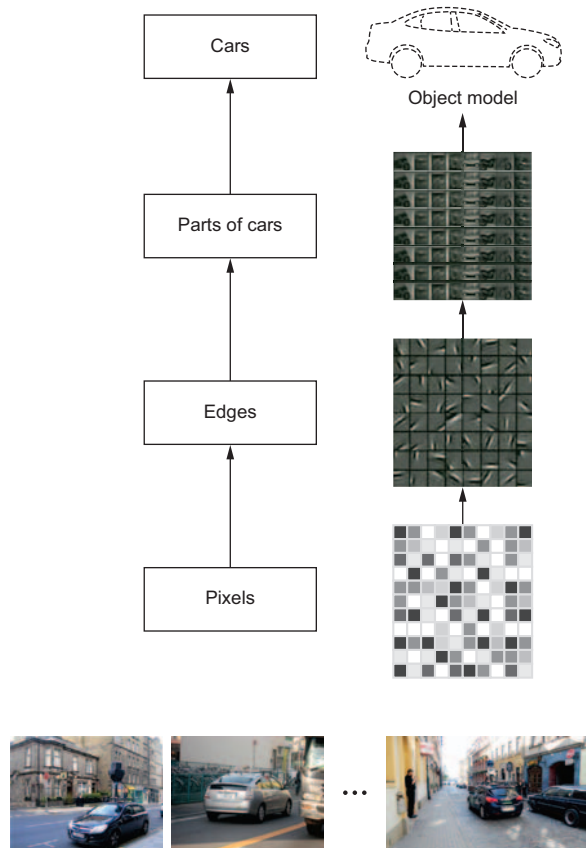 Cars
Object model
Parts of cars
Edges
Pixels
...